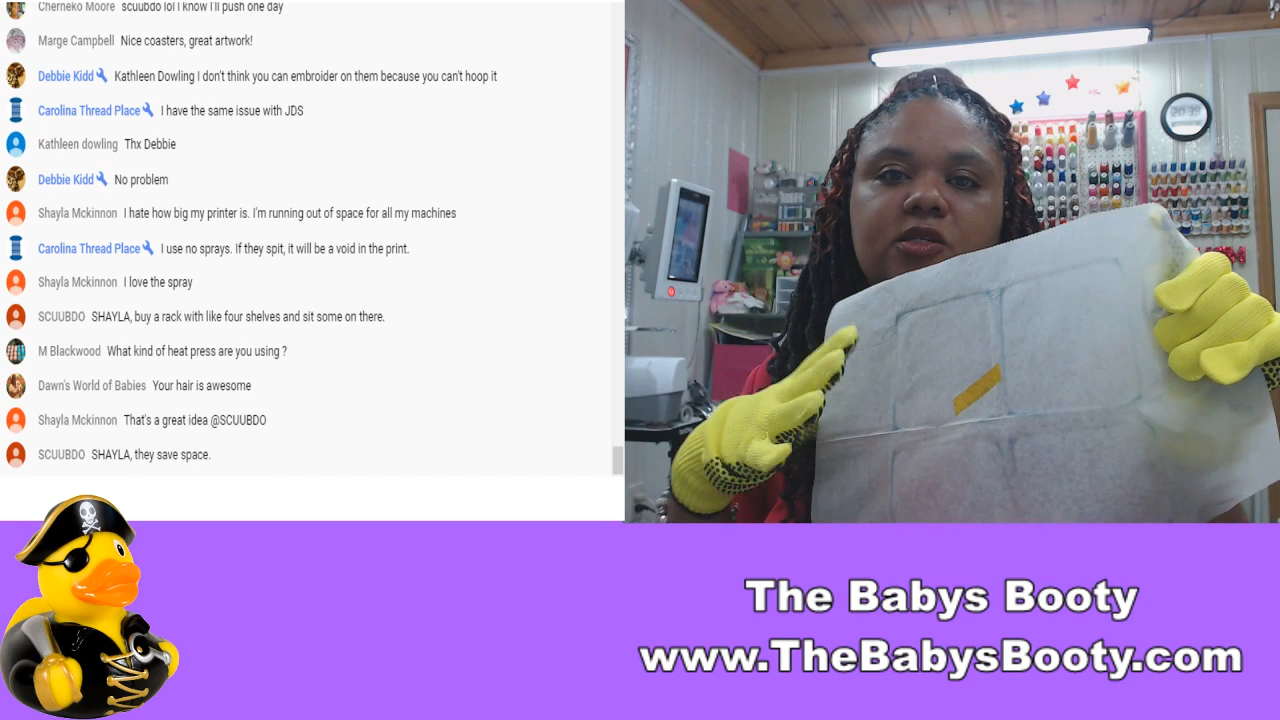 Cherneko Moore scuubdo lol I know I'll push one day
Marge Campbell Nice coasters, great artwork!
Debbie Kidd Kathleen Dowling I don't think you can embroider on them because you can't hoop it
Carolina Thread Place I have the same issue with JDS
Kathleen dowling Thx Debbie
Debbie Kidd No problem
Shayla Mckinnon I hate how big my printer is. I'm running out of space for all my machines
Carolina Thread Place I use no sprays. If they spit, it will be a void in the print.
Shayla Mckinnon I love the spray
SCUUBDO SHAYLA, buy a rack with like four shelves and sit some on there.
M Blackwood What kind of heat press are you using ?
Dawn's World of Babies Your hair is awesome
Shayla Mckinnon That's a great idea @SCUUBDO
SCUUBDO SHAYLA, they save space.
20:39
The Babys Booty
www.TheBabysBooty.com